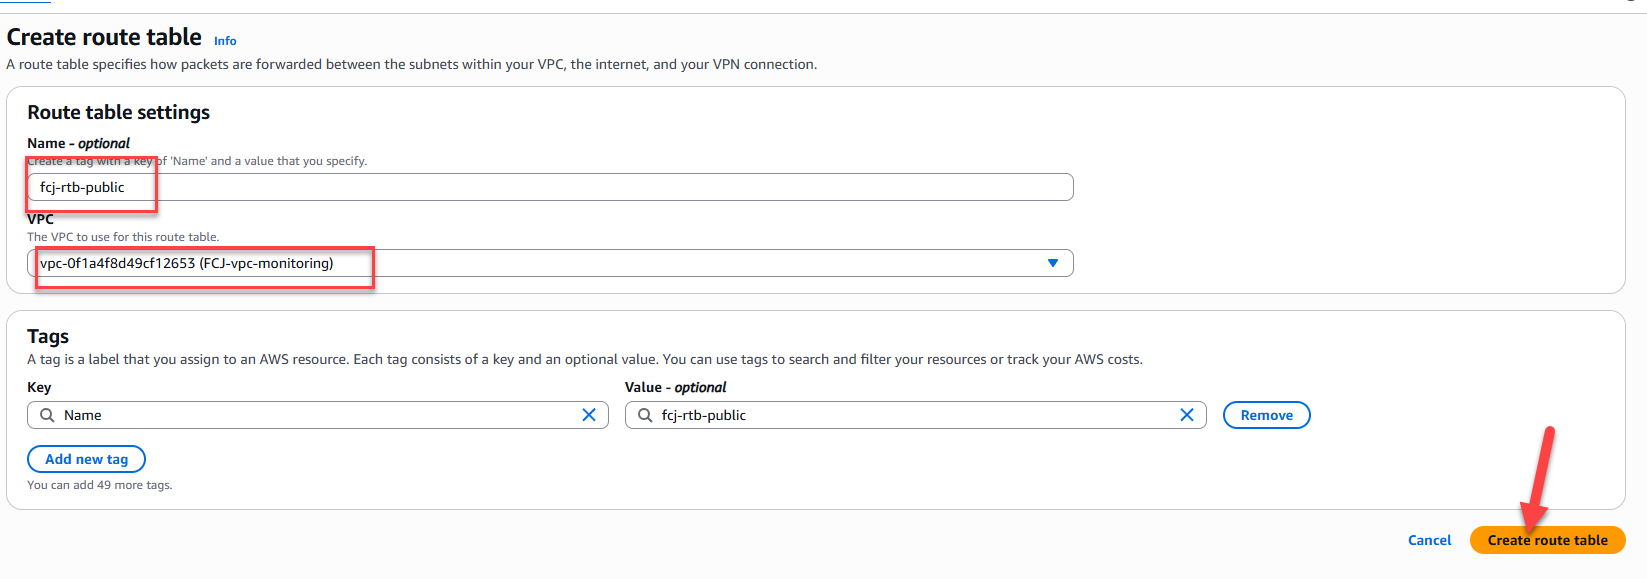 Create route table Info
A route table specifies how packets are forwarded between the subnets within your VPC, the internet, and your VPN connection.
Route table settings
Name - optional
Create a tag with a key of 'Name' and a value that you specify.
fcj-rtb-public
VPC
The VPC to use for this route table.
vpc-0f1a4f8d49cf12653 (FCJ-vpc-monitoring)
Tags
A tag is a label that you assign to an AWS resource. Each tag consists of a key and an optional value. You can use tags to search and filter your resources or track your AWS costs.
Key Value - optional
Name fcj-rtb-public Remove
Add new tag
You can add 49 more tags.
Cancel Create route table